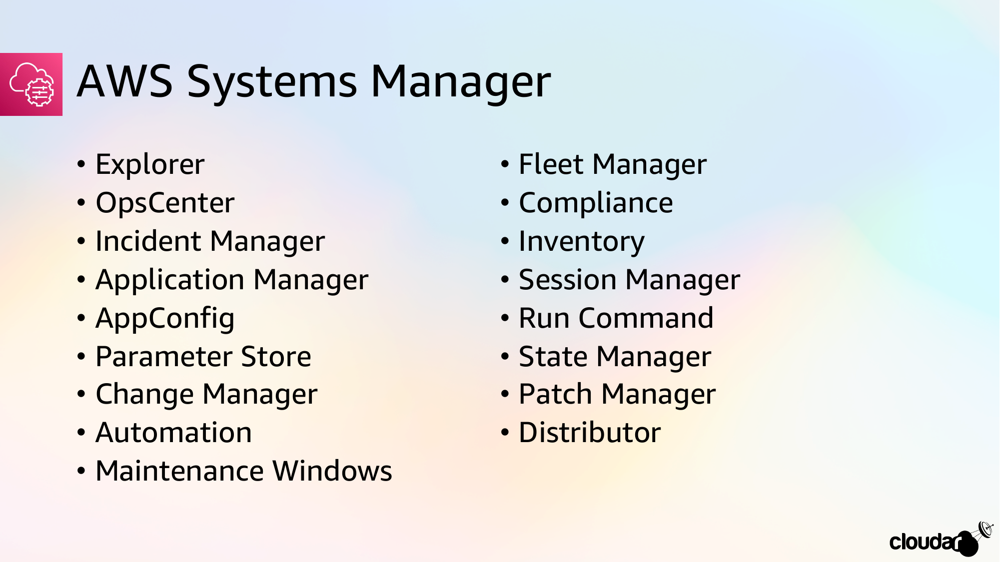 AWS Systems Manager
• Explorer
• OpsCenter
• Incident Manager
• Application Manager
• AppConfig
• Parameter Store
• Change Manager
• Automation
• Maintenance Windows
• Fleet Manager
• Compliance
• Inventory
• Session Manager
• Run Command
• State Manager
• Patch Manager
• Distributor
cloudar